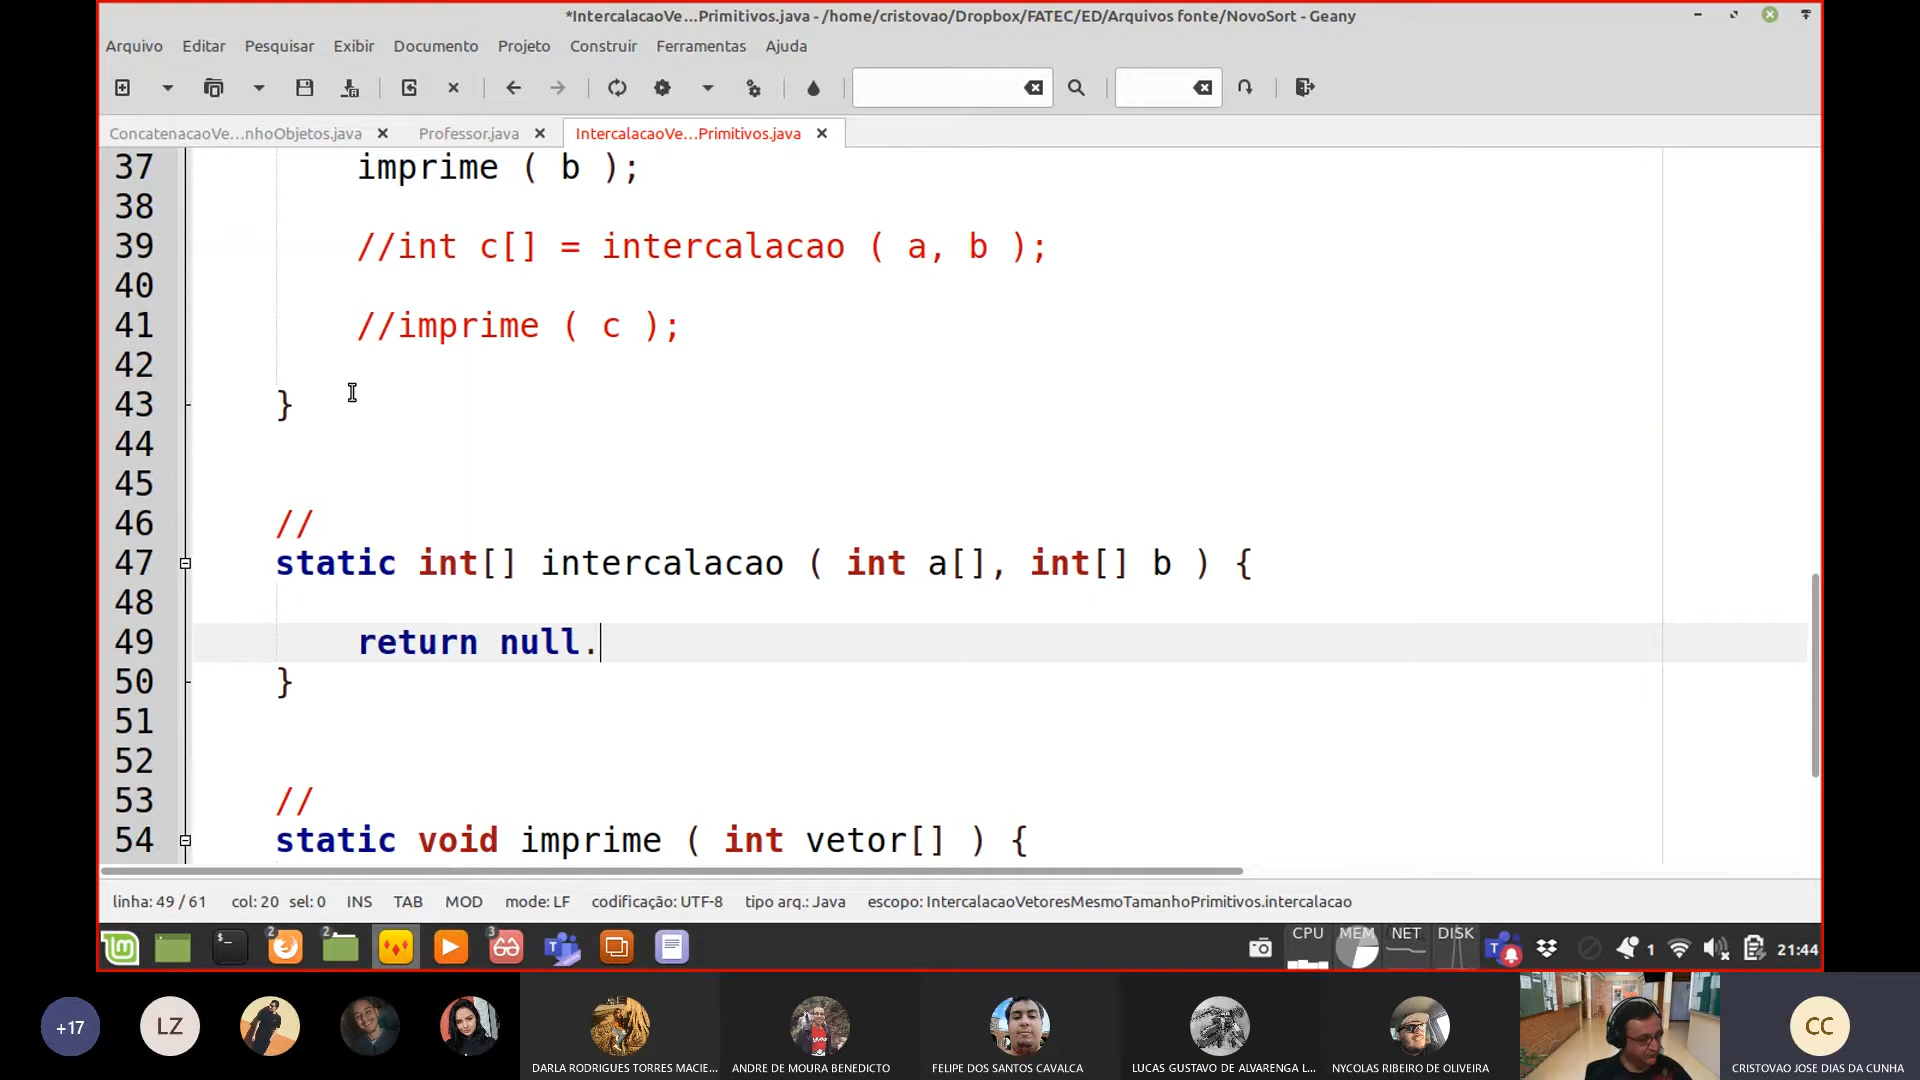 *IntercalacaoVe...Primitivos.java - /home/cristovao/Dropbox/FATEC/ED/Arquivos fonte/NovoSort - Geany
Arquivo Editar Pesquisar Exibir Documento Projeto Construir Ferramentas Ajuda
ConcatenacaoVe...nhoObjetos.java Professor.java IntercalacaoVe...Primitivos.java
37 imprime ( b );
38
39 //int c[] = intercalacao ( a, b );
40
41 //imprime ( c );
42
43 }
44
45
46 //
47 static int[] intercalacao ( int a[], int[] b ) {
48
49 return null.
50 }
51
52
53 //
54 static void imprime ( int vetor[] ) {
linha: 49 / 61 col: 20 sel: 0 INS TAB MOD mode: LF codificação: UTF-8 tipo arq.: Java escopo: IntercalacaoVetoresMesmoTamanhoPrimitivos.intercalacao
2 2 3 CPU MEM NET DISK 1 21:44
+17 LZ CC
DARLA RODRIGUES TORRES MACIE... ANDRE DE MOURA BENEDICTO FELIPE DOS SANTOS CAVALCA LUCAS GUSTAVO DE ALVARENGA L... NYCOLAS RIBEIRO DE OLIVEIRA CRISTOVAO JOSE DIAS DA CUNHA